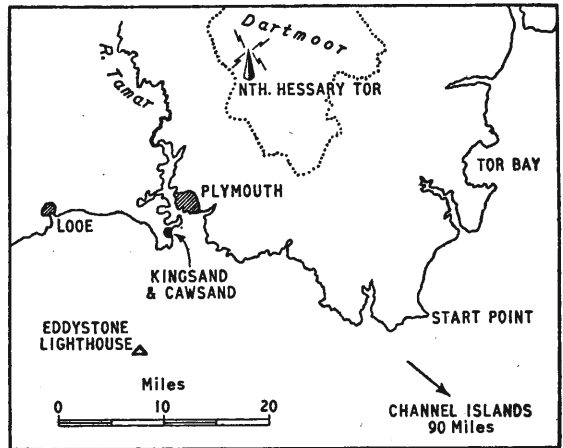 Dartmoor
R. Tamar
NTH. HESSARY TOR
TOR BAY
PLYMOUTH
LOOE
KINGSAND
& CAWSAND
START POINT
EDDYSTONE
LIGHTHOUSE
Miles
0 10 20
CHANNEL ISLANDS
90 Miles